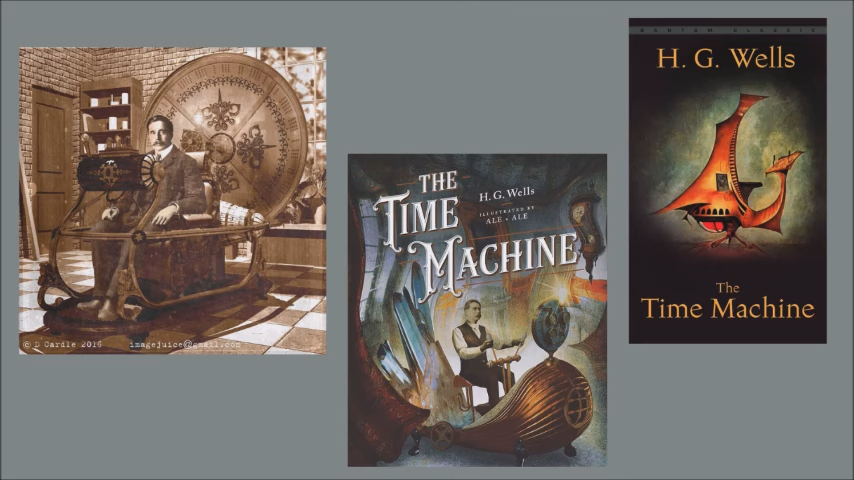 © D Cardle 2016 imagejuice@gmail.com
THE
TIME
MACHINE
H. G. Wells
ILLUSTRATED BY
ALE + ALE
BANTAM CLASSIC
H. G. Wells
The
Time Machine